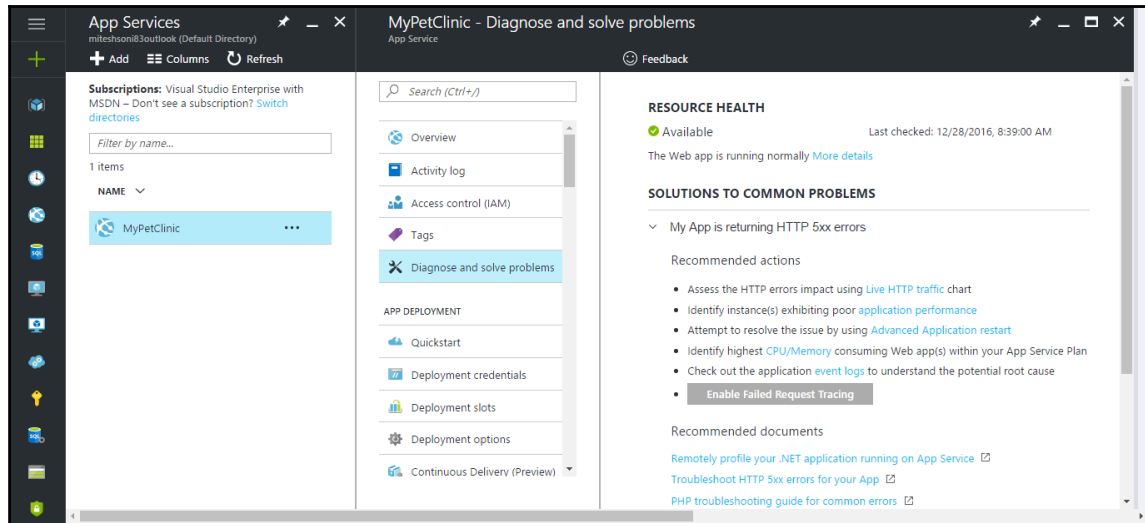 App Services
miteshsoni83outlook (Default Directory)
Add Columns Refresh
Subscriptions: Visual Studio Enterprise with
MSDN – Don't see a subscription? Switch
directories
Filter by name...
1 items
NAME
MyPetClinic ...
MyPetClinic - Diagnose and solve problems
App Service
Feedback
Search (Ctrl+/)
Overview
Activity log
Access control (IAM)
Tags
Diagnose and solve problems
APP DEPLOYMENT
Quickstart
Deployment credentials
Deployment slots
Deployment options
Continuous Delivery (Preview)
RESOURCE HEALTH
Available Last checked: 12/28/2016, 8:39:00 AM
The Web app is running normally More details
SOLUTIONS TO COMMON PROBLEMS
My App is returning HTTP 5xx errors
Recommended actions
• Assess the HTTP errors impact using Live HTTP traffic chart
• Identify instance(s) exhibiting poor application performance
• Attempt to resolve the issue by using Advanced Application restart
• Identify highest CPU/Memory consuming Web app(s) within your App Service Plan
• Check out the application event logs to understand the potential root cause
• Enable Failed Request Tracing
Recommended documents
Remotely profile your .NET application running on App Service
Troubleshoot HTTP 5xx errors for your App
PHP troubleshooting guide for common errors